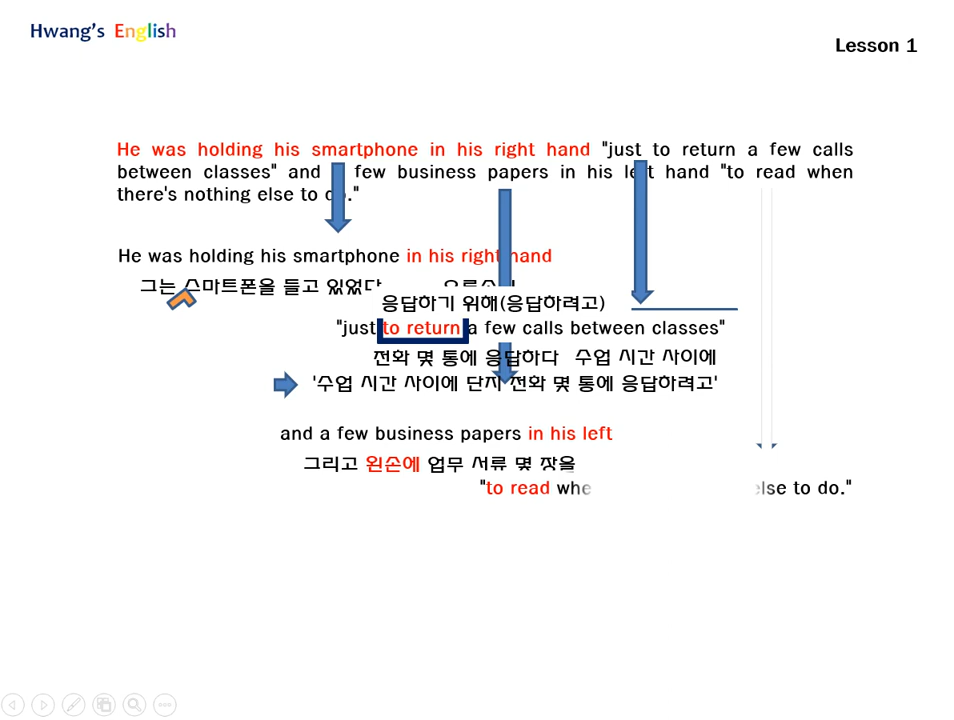 Hwang's English
Lesson 1
He was holding his smartphone in his right hand "just to return a few calls
between classes" and few business papers in his left hand "to read when
there's nothing else to do."
He was holding his smartphone in his right hand
그는 스마트폰을 들고 있었다
응답하기 위해(응답하려고)
"just to return a few calls between classes"
전화 몇 통에 응답하다 수업 시간 사이에
'수업 시간 사이에 단지 전화 몇 통에 응답하려고'
and a few business papers in his left
그리고 왼손에 업무 서류 몇 장을
"to read else to do."